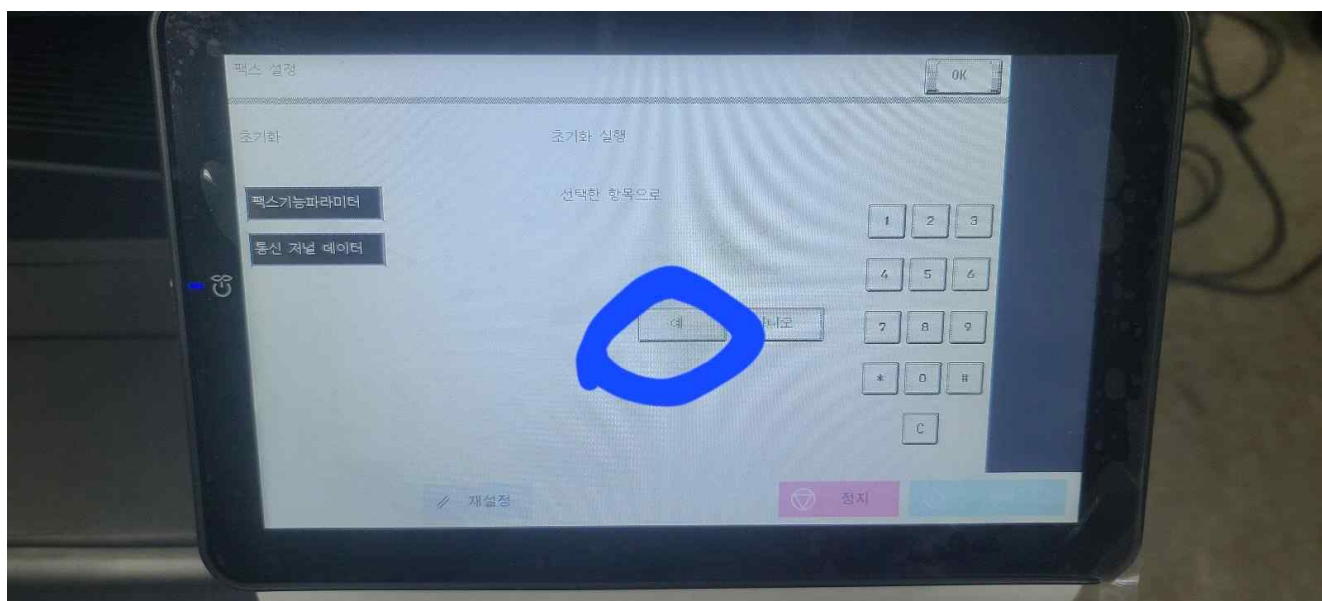 팩스 설정
OK
초기화
초기화 실행
팩스기능파라미터
선택한 항목으로
통신 저널 데이터
1 2 3
4 5 6
예
7 8 9
* 0 #
C
재설정
정지